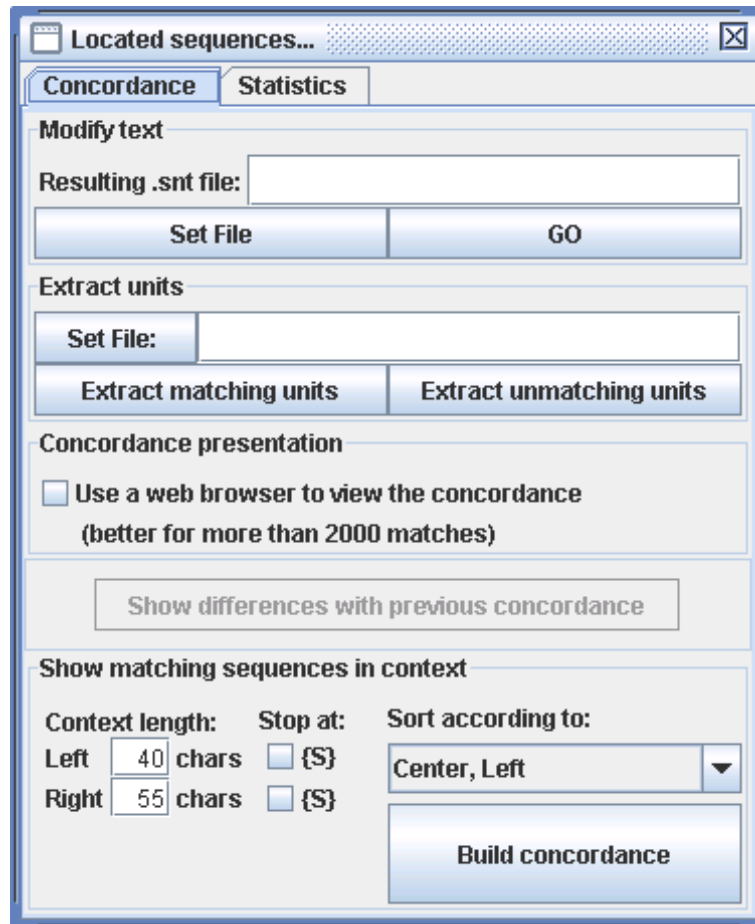 Located sequences...
Concordance Statistics
Modify text
Resulting .snt file:
Set File GO
Extract units
Set File:
Extract matching units Extract unmatching units
Concordance presentation
Use a web browser to view the concordance
(better for more than 2000 matches)
Show differences with previous concordance
Show matching sequences in context
Context length: Stop at: Sort according to:
Left 40 chars {S} Center, Left
Right 55 chars {S}
Build concordance